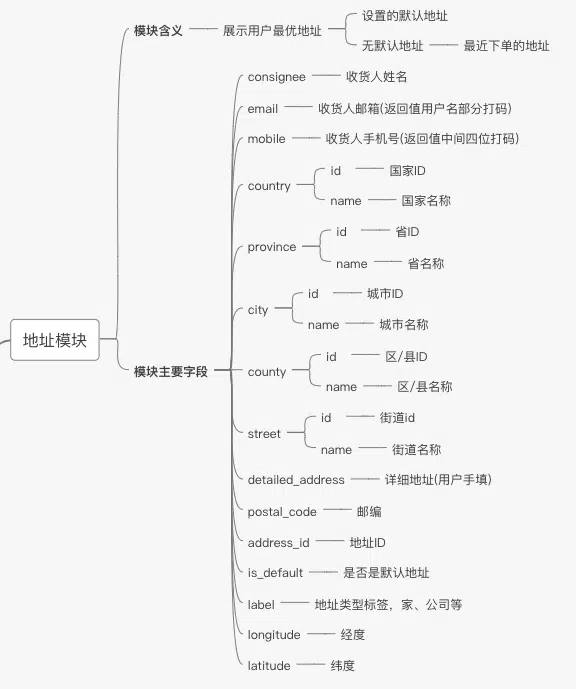 地址模块
模块含义
展示用户最优地址
设置的默认地址
无默认地址
最近下单的地址
模块主要字段
consignee 收货人姓名
email 收货人邮箱(返回值用户名部分打码)
mobile 收货人手机号(返回值中间四位打码)
country
id 国家ID
name 国家名称
province
id 省ID
name 省名称
city
id 城市ID
name 城市名称
county
id 区/县ID
name 区/县名称
street
id 街道id
name 街道名称
detailed_address 详细地址(用户手填)
postal_code 邮编
address_id 地址ID
is_default 是否是默认地址
label 地址类型标签，家、公司等
longitude 经度
latitude 纬度